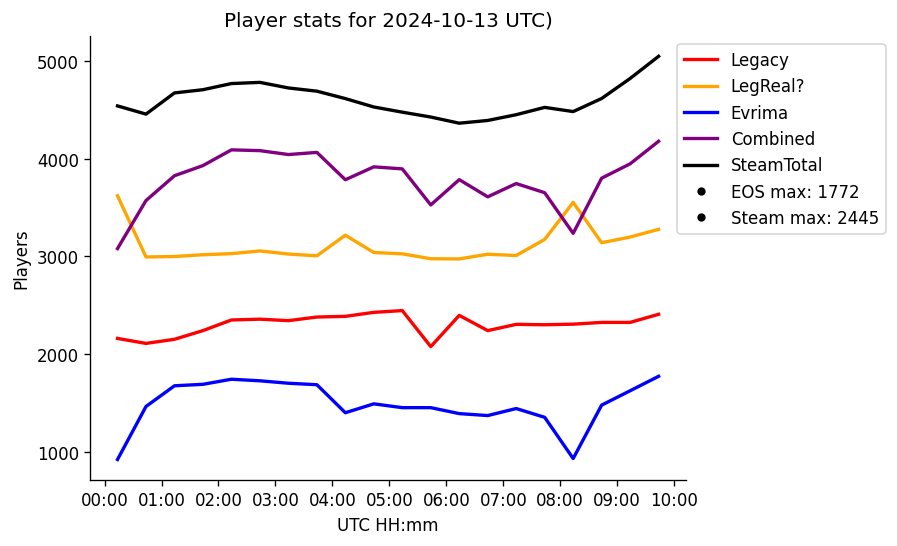 Player stats for 2024-10-13 UTC)
Legacy
LegReal?
Evrima
Combined
SteamTotal
EOS max: 1772
Steam max: 2445
Players
5000
4000
3000
2000
1000
00:00 01:00 02:00 03:00 04:00 05:00 06:00 07:00 08:00 09:00 10:00
UTC HH:mm